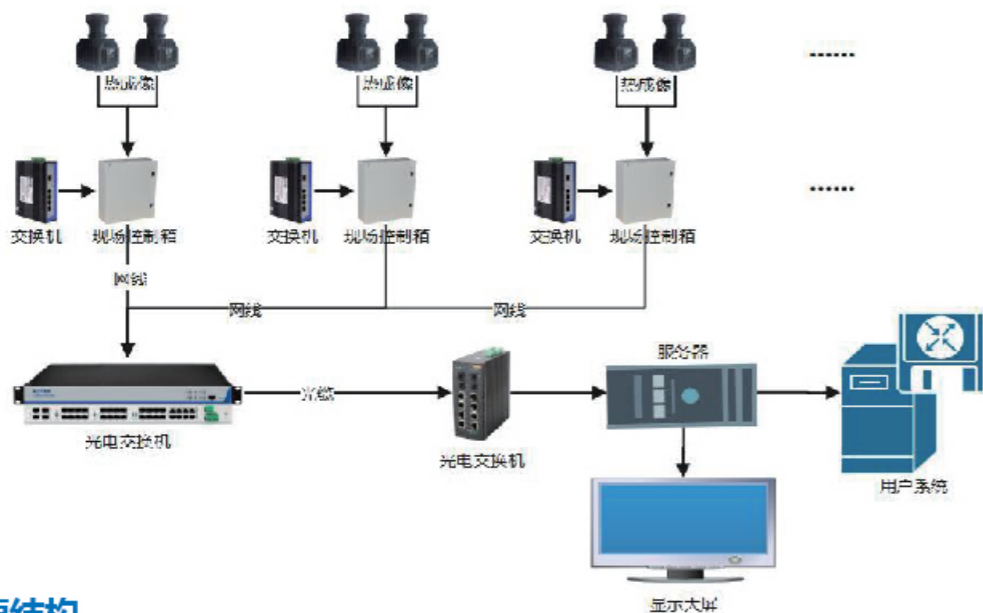 热成像 热成像 热成像 ......
交换机 现场控制箱 交换机 现场控制箱 交换机 现场控制箱 ......
网线 网线 网线
服务器
光缆
光电交换机 光电交换机 用户系统
显示大屏
结构